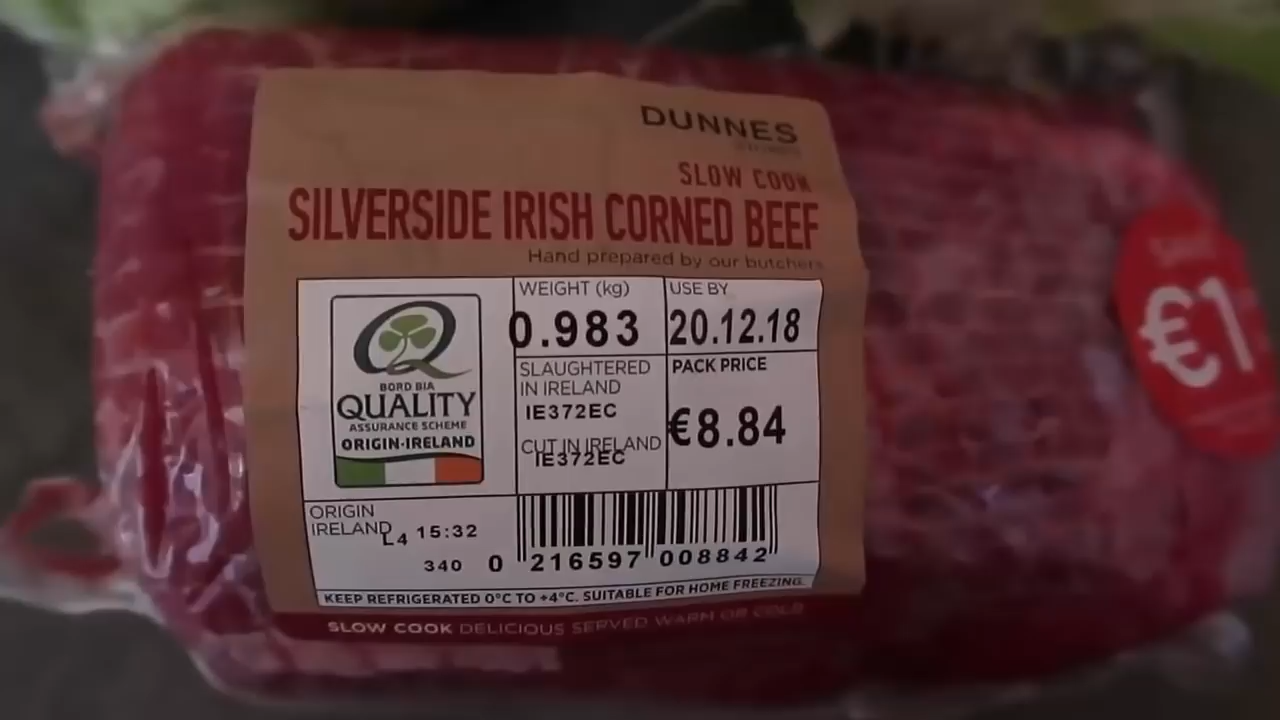 DUNNES
SLOW COOK
SILVERSIDE IRISH CORNED BEEF
Hand prepared by our butchers
BORD BIA
QUALITY
ASSURANCE SCHEME
ORIGIN-IRELAND
WEIGHT (kg)
0.983
USE BY
20.12.18
SLAUGHTERED
IN IRELAND
IE372EC
CUT IN IRELAND
IE372EC
PACK PRICE
€8.84
ORIGIN
IRELAND
L4 15:32
340
0 216597 008842
KEEP REFRIGERATED 0°C TO +4°C. SUITABLE FOR HOME FREEZING.
SLOW COOK DELICIOUS SERVED WARM OR COLD
€1